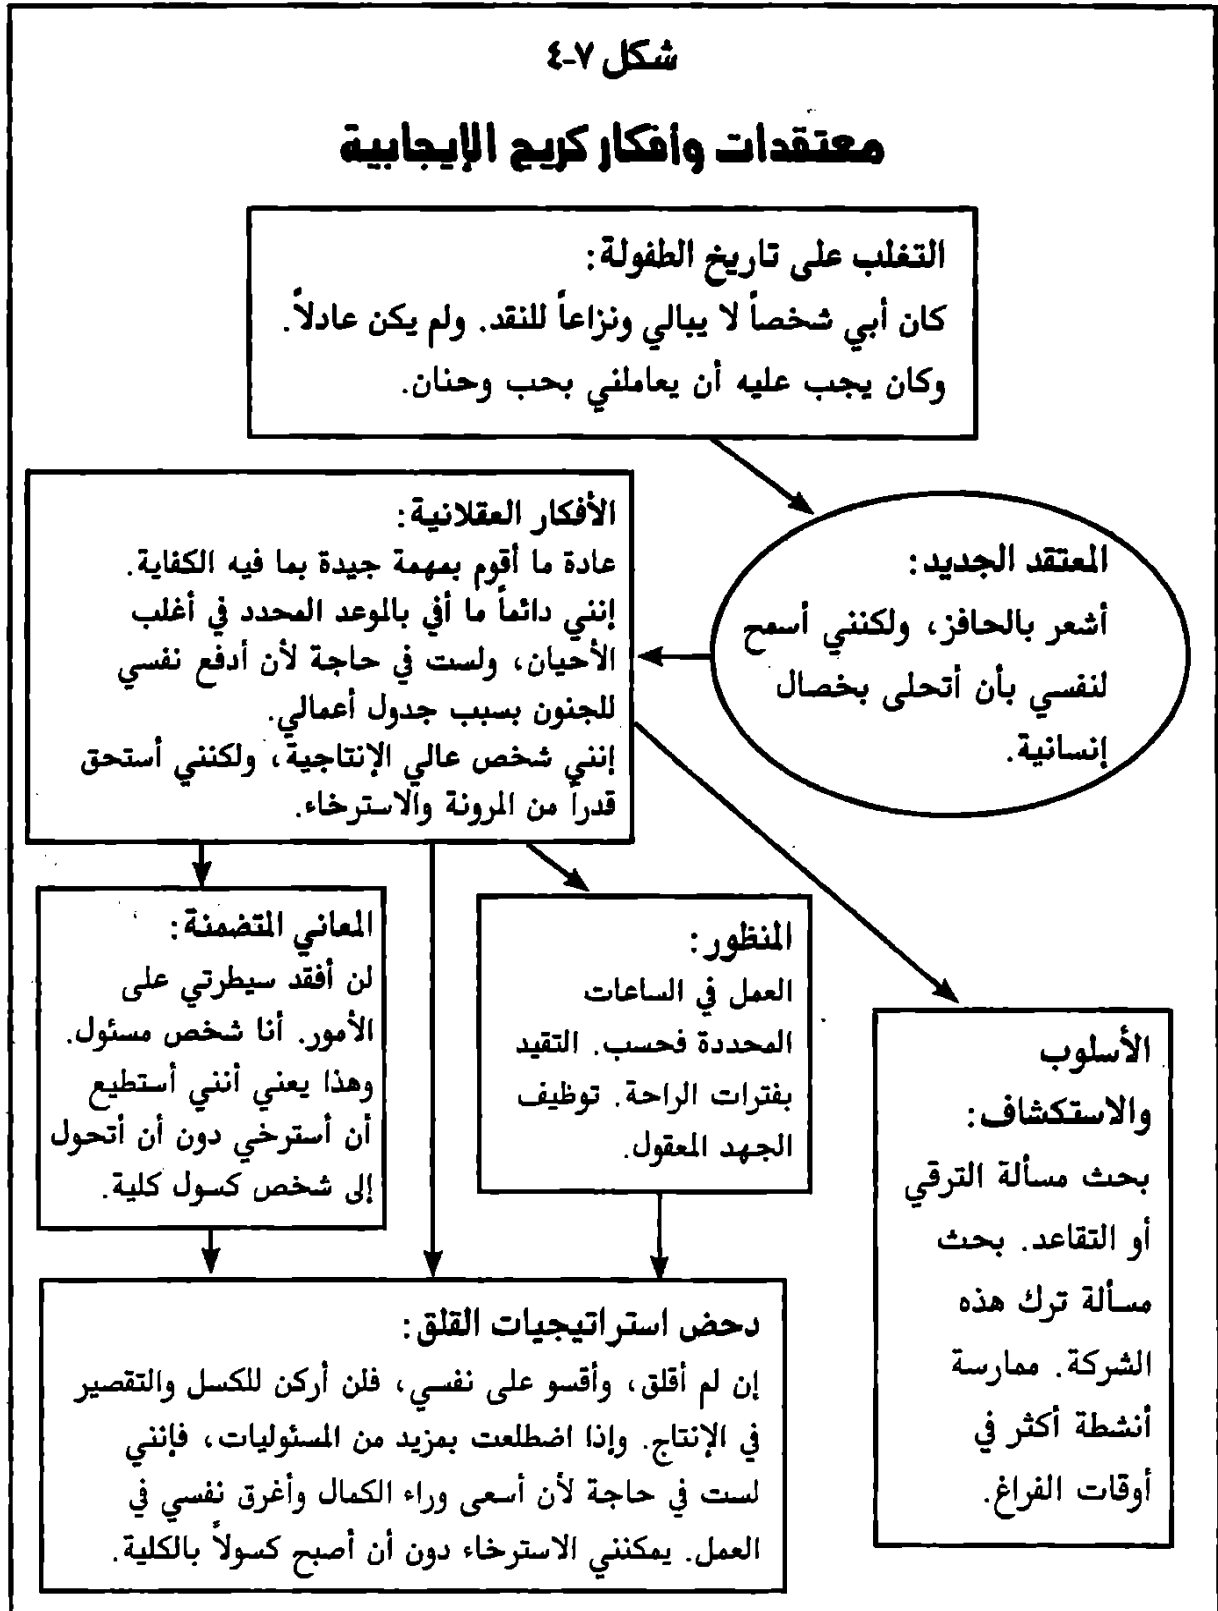 شكل ٧-٤
معتقدات وأفكار كريج الإيجابية
التغلب على تاريخ الطفولة:
كان أبي شخصاً لا يبالي ونزاعاً للنقد. ولم يكن عادلاً.
وكان يجب عليه أن يعاملني بحب وحنان.
المعتقد الجديد:
أشعر بالحافز، ولكنني أسمح
لنفسي بأن أتحلى بخصال
إنسانية.
الأفكار العقلانية:
عادة ما أقوم بمهمة جيدة بما فيه الكفاية.
إنني دائماً ما أفي بالموعد المحدد في أغلب
الأحيان، ولست في حاجة لأن أدفع نفسي
للجنون بسبب جدول أعمالي.
إنني شخص عالي الإنتاجية، ولكنني أستحق
قدراً من المرونة والاسترخاء.
الأسلوب
والاستكشاف:
بحث مسألة الترقي
أو التقاعد. بحث
مسألة ترك هذه
الشركة. ممارسة
أنشطة أكثر في
أوقات الفراغ.
المنظور:
العمل في الساعات
المحددة فحسب. التقيد
بفترات الراحة. توظيف
الجهد المعقول.
المعاني المتضمنة:
لن أفقد سيطرتي على
الأمور. أنا شخص مسئول.
وهذا يعني أنني أستطيع
أن أسترخي دون أن أتحول
إلى شخص كسول كلية.
دحض استراتيجيات القلق:
إن لم أقلق، وأقسو على نفسي، فلن أركن للكسل والتقصير
في الإنتاج. وإذا اضطلعت بمزيد من المسئوليات، فإنني
لست في حاجة لأن أسعى وراء الكمال وأغرق نفسي في
العمل. يمكنني الاسترخاء دون أن أصبح كسولاً بالكلية.